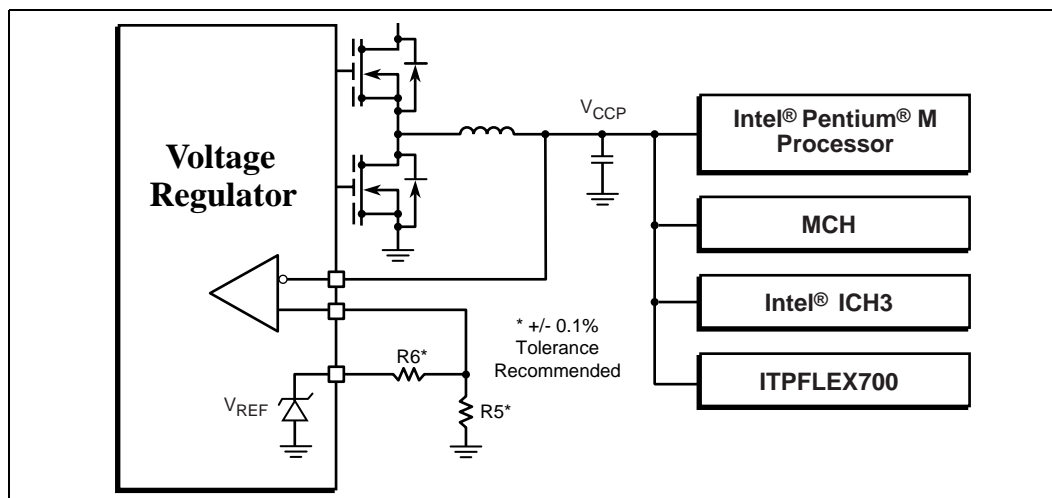 Voltage
Regulator
V_CCP
Intel® Pentium® M
Processor
MCH
Intel® ICH3
ITPFLEX700
* +/- 0.1%
Tolerance
Recommended
R6*
R5*
V_REF